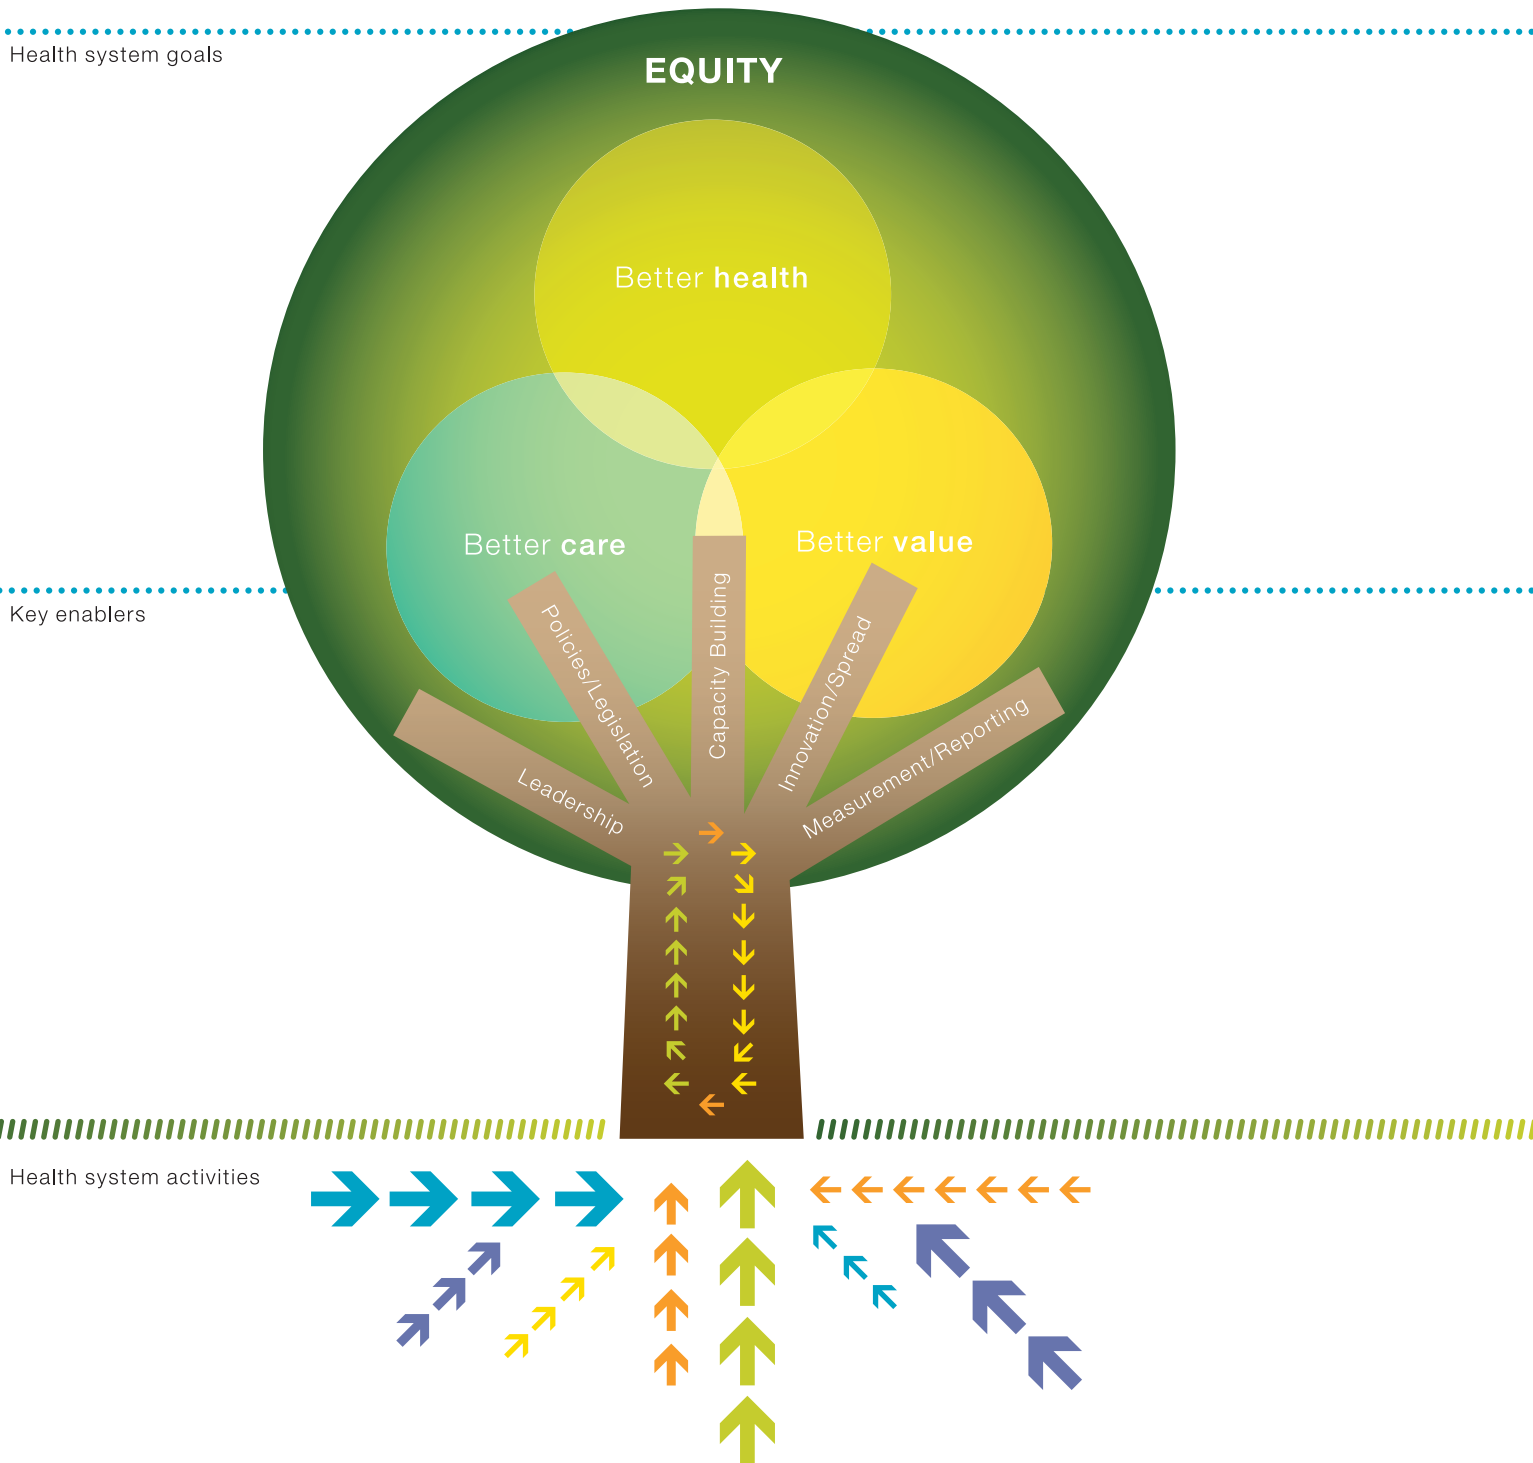 Health system goals
EQUITY
Better health
Better care
Better value
Key enablers
Leadership
Policies/Legislation
Capacity Building
Innovation/Spread
Measurement/Reporting
Health system activities